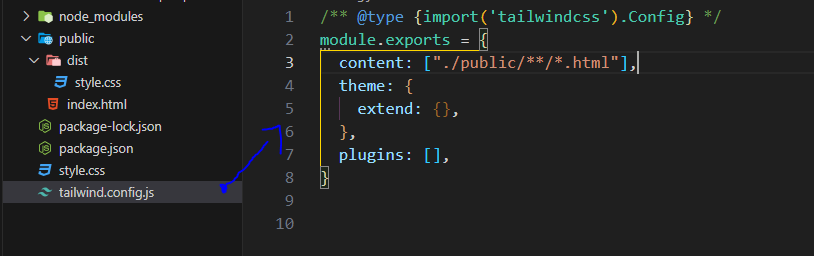 node_modules
public
dist
style.css
index.html
package-lock.json
package.json
style.css
tailwind.config.js
1 /** @type {import('tailwindcss').Config} */
2 module.exports = {
3 content: ["./public/**/*.html"],
4 theme: {
5 extend: {},
6 },
7 plugins: [],
8 }
9
10